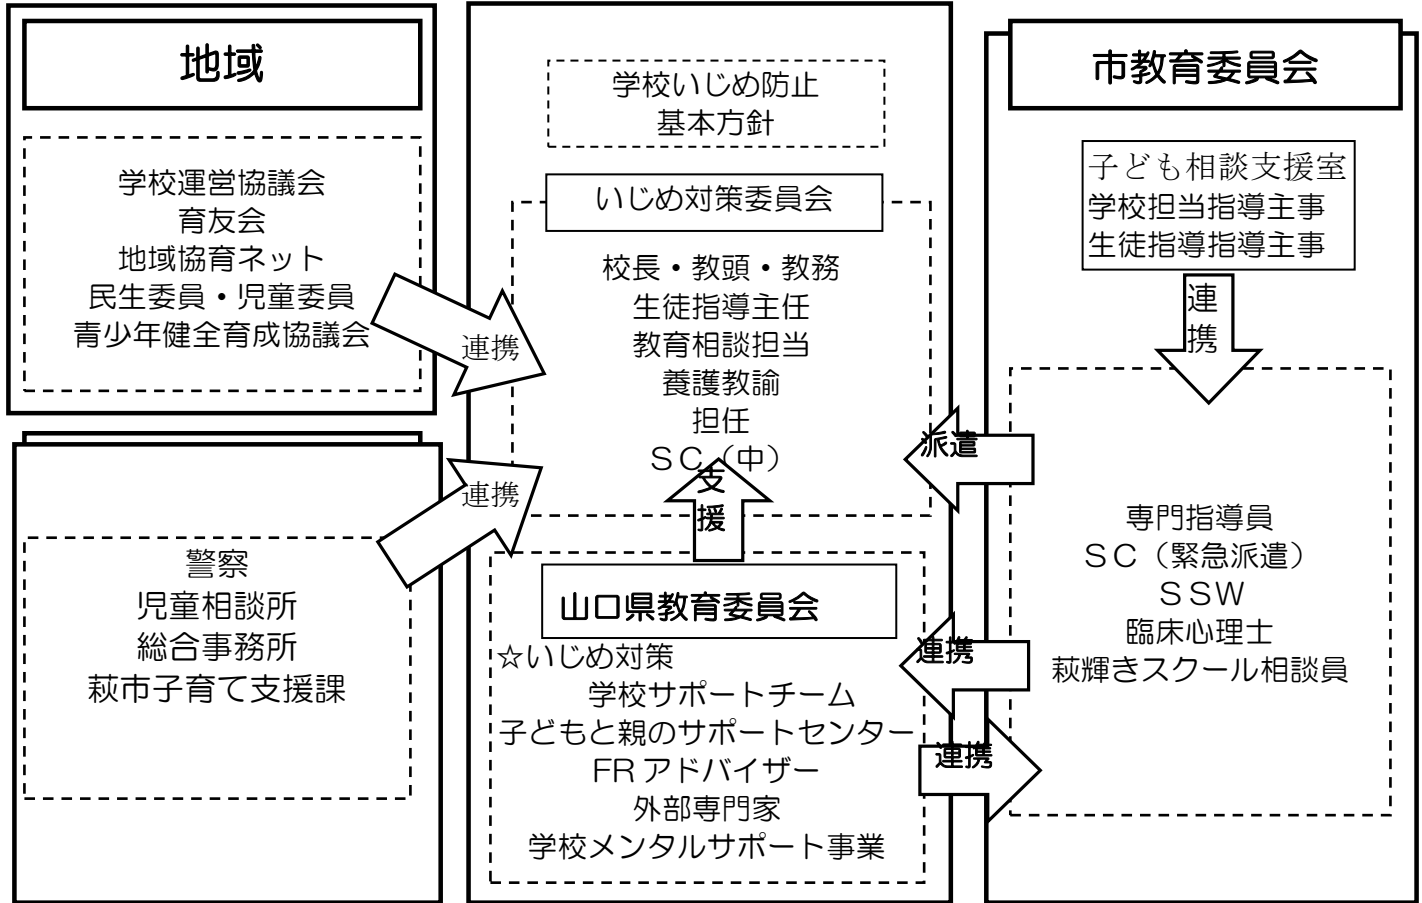 地域
学校運営協議会
育友会
地域協育ネット
民生委員・児童委員
青少年健全育成協議会
連携
警察
児童相談所
総合事務所
萩市子育て支援課
連携
学校いじめ防止
基本方針
いじめ対策委員会
校長・教頭・教務
生徒指導主任
教育相談担当
養護教諭
担任
ＳＣ（中）
支
援
山口県教育委員会
☆いじめ対策
学校サポートチーム
子どもと親のサポートセンター
FRアドバイザー
外部専門家
学校メンタルサポート事業
市教育委員会
子ども相談支援室
学校担当指導主事
生徒指導指導主事
連
携
派遣
専門指導員
ＳＣ（緊急派遣）
ＳＳＷ
臨床心理士
萩輝きスクール相談員
連携
連携